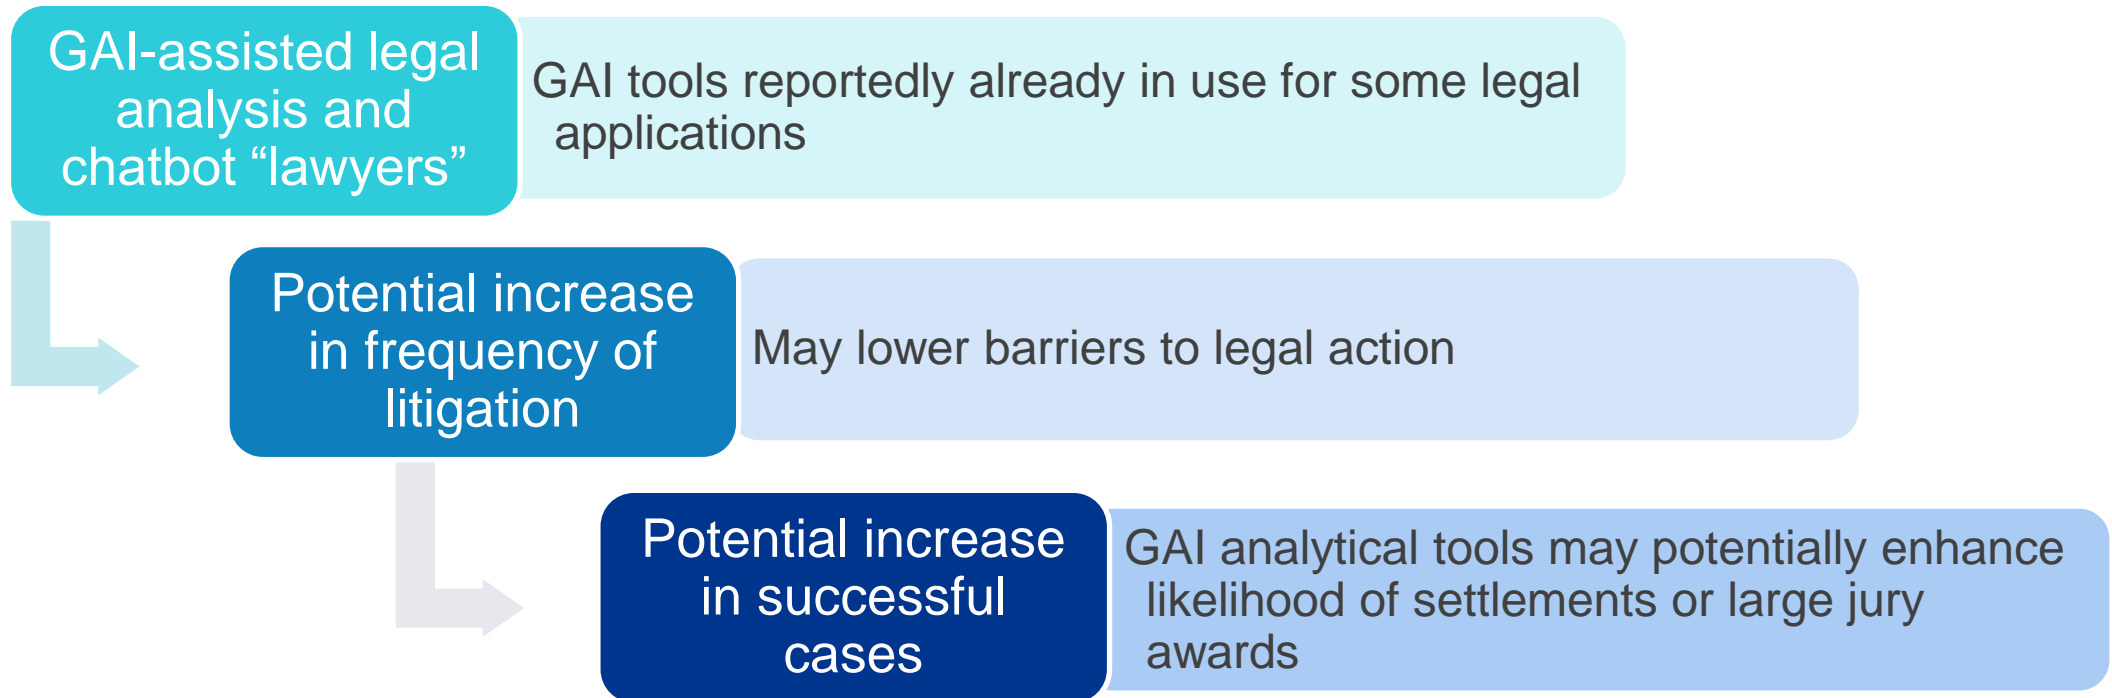 GAI-assisted legal
analysis and
chatbot “lawyers”
GAI tools reportedly already in use for some legal
applications
Potential increase
in frequency of
litigation
May lower barriers to legal action
Potential increase
in successful
cases
GAI analytical tools may potentially enhance
likelihood of settlements or large jury
awards